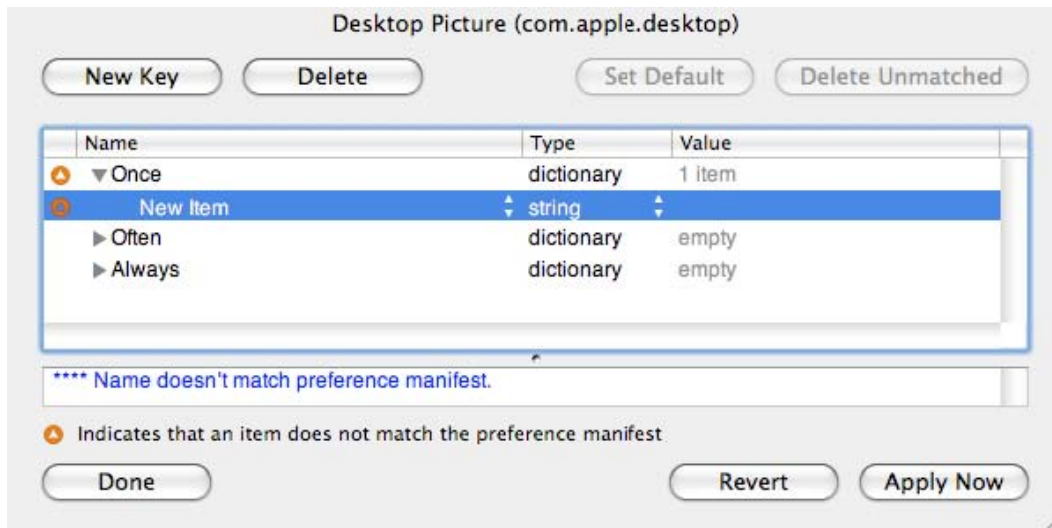 Desktop Picture (com.apple.desktop)
New Key Delete Set Default Delete Unmatched
Name Type Value
Once dictionary 1 item
New Item string
Often dictionary empty
Always dictionary empty
**** Name doesn't match preference manifest.
Indicates that an item does not match the preference manifest
Done Revert Apply Now